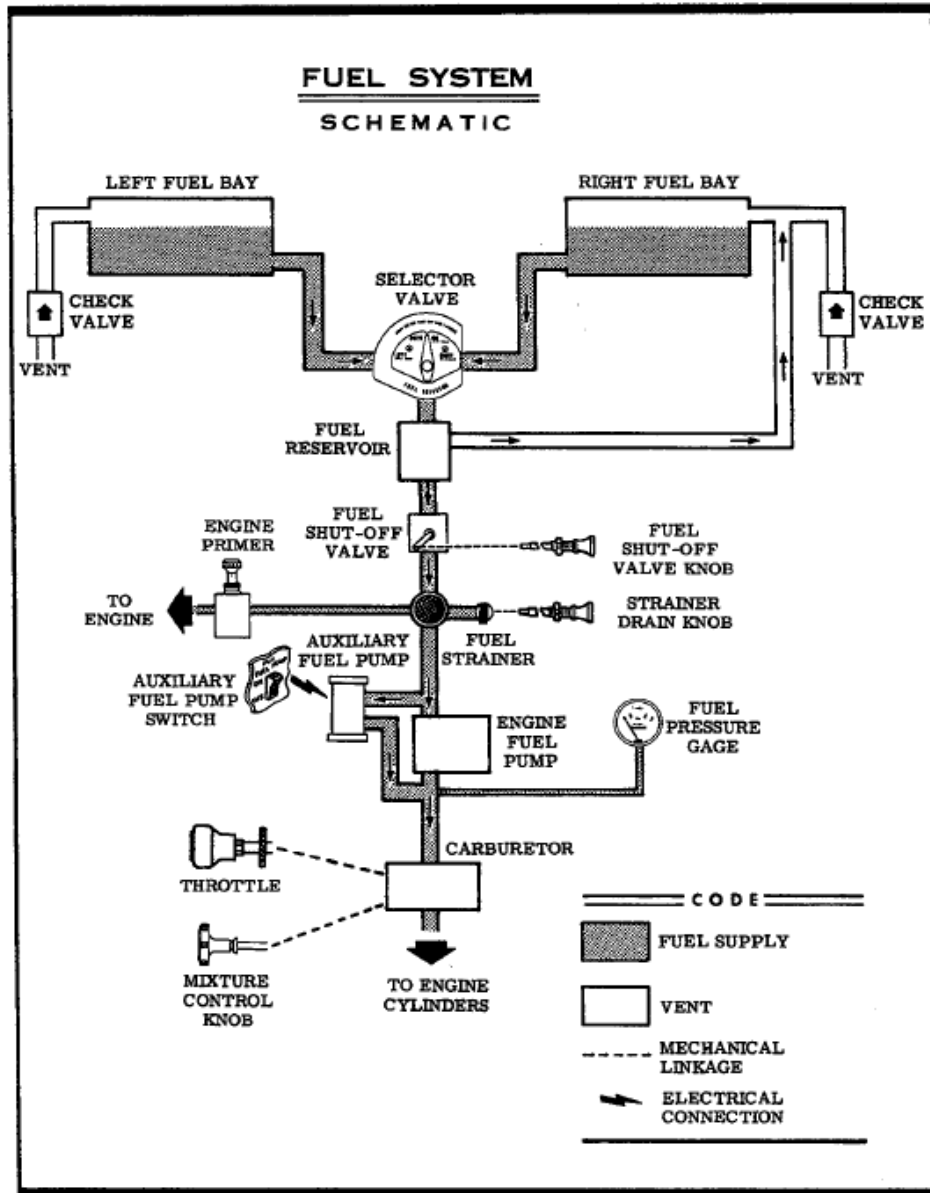 FUEL SYSTEM
SCHEMATIC
LEFT FUEL BAY
RIGHT FUEL BAY
SELECTOR
VALVE
CHECK
VALVE
VENT
CHECK
VALVE
VENT
FUEL
RESERVOIR
FUEL
SHUT-OFF
VALVE
ENGINE
PRIMER
FUEL
SHUT-OFF
VALVE KNOB
TO
ENGINE
STRAINER
DRAIN KNOB
FUEL
STRAINER
AUXILIARY
FUEL PUMP
AUXILIARY
FUEL PUMP
SWITCH
ENGINE
FUEL
PUMP
FUEL
PRESSURE
GAGE
CARBURETOR
THROTTLE
MIXTURE
CONTROL
KNOB
TO ENGINE
CYLINDERS
CODE
FUEL SUPPLY
VENT
MECHANICAL
LINKAGE
ELECTRICAL
CONNECTION